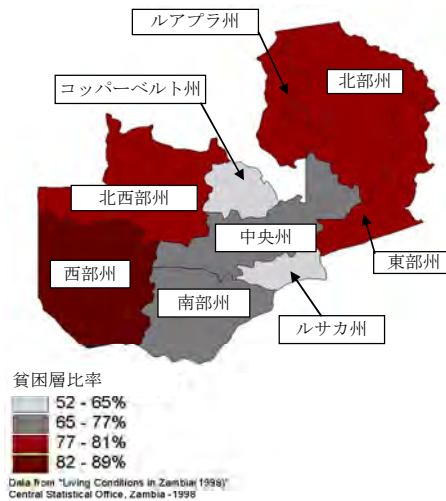 ルアプラ州
北部州
コッパーベルト州
北西部州
中央州
東部州
西部州
南部州
ルサカ州
貧困層比率
52 - 65%
65 - 77%
77 - 81%
82 - 89%
Data from "Living Conditions in Zambia(1998)"
Central Statistical Office, Zambia -1998